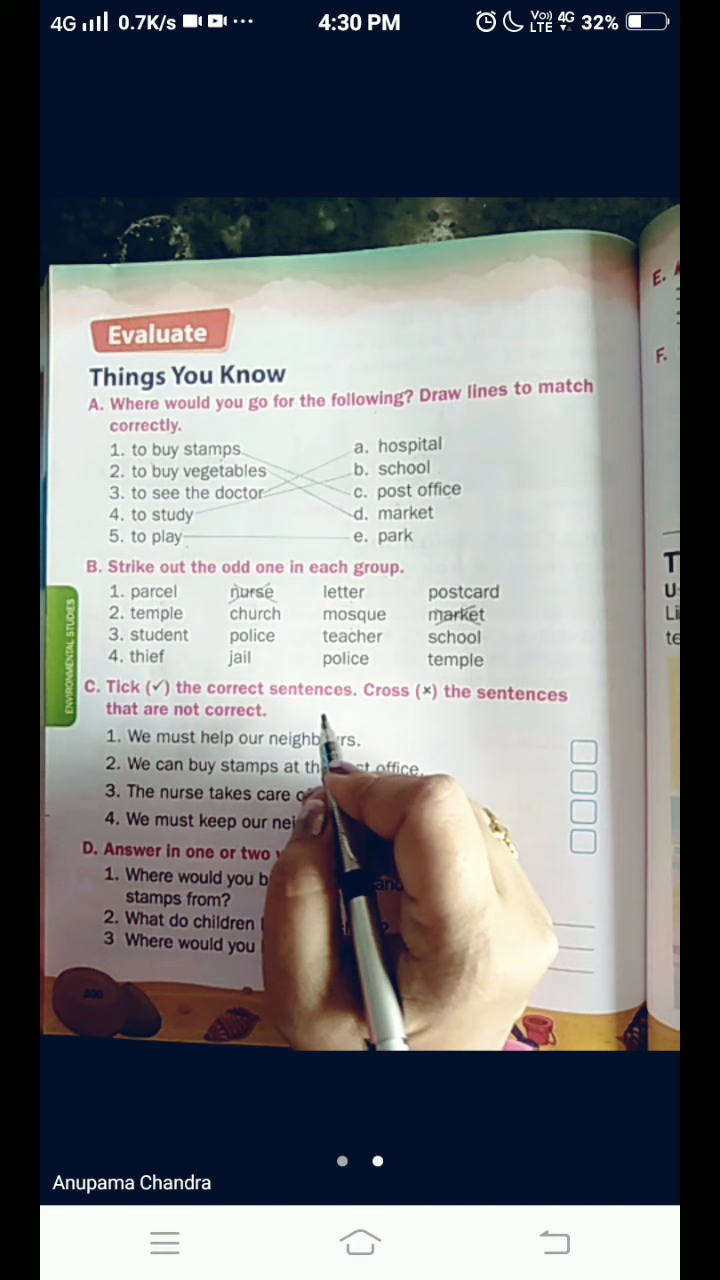 4G 0.7K/s ... 4:30 PM Vo)) LTE 4G 32%
Evaluate
Things You Know
A. Where would you go for the following? Draw lines to match
correctly.
1. to buy stamps a. hospital
2. to buy vegetables b. school
3. to see the doctor c. post office
4. to study d. market
5. to play e. park
B. Strike out the odd one in each group.
1. parcel nurse letter postcard
2. temple church mosque market
3. student police teacher school
4. thief jail police temple
C. Tick (✓) the correct sentences. Cross (×) the sentences
that are not correct.
1. We must help our
2. We can buy stamps at office.
3. The nurse takes care
4. We must keep our
D. Answer in one or two
1. Where would you
stamps from?
2. What do children
3 Where would you
ENVIRONMENTAL STUDIES
E.
F.
Anupama Chandra